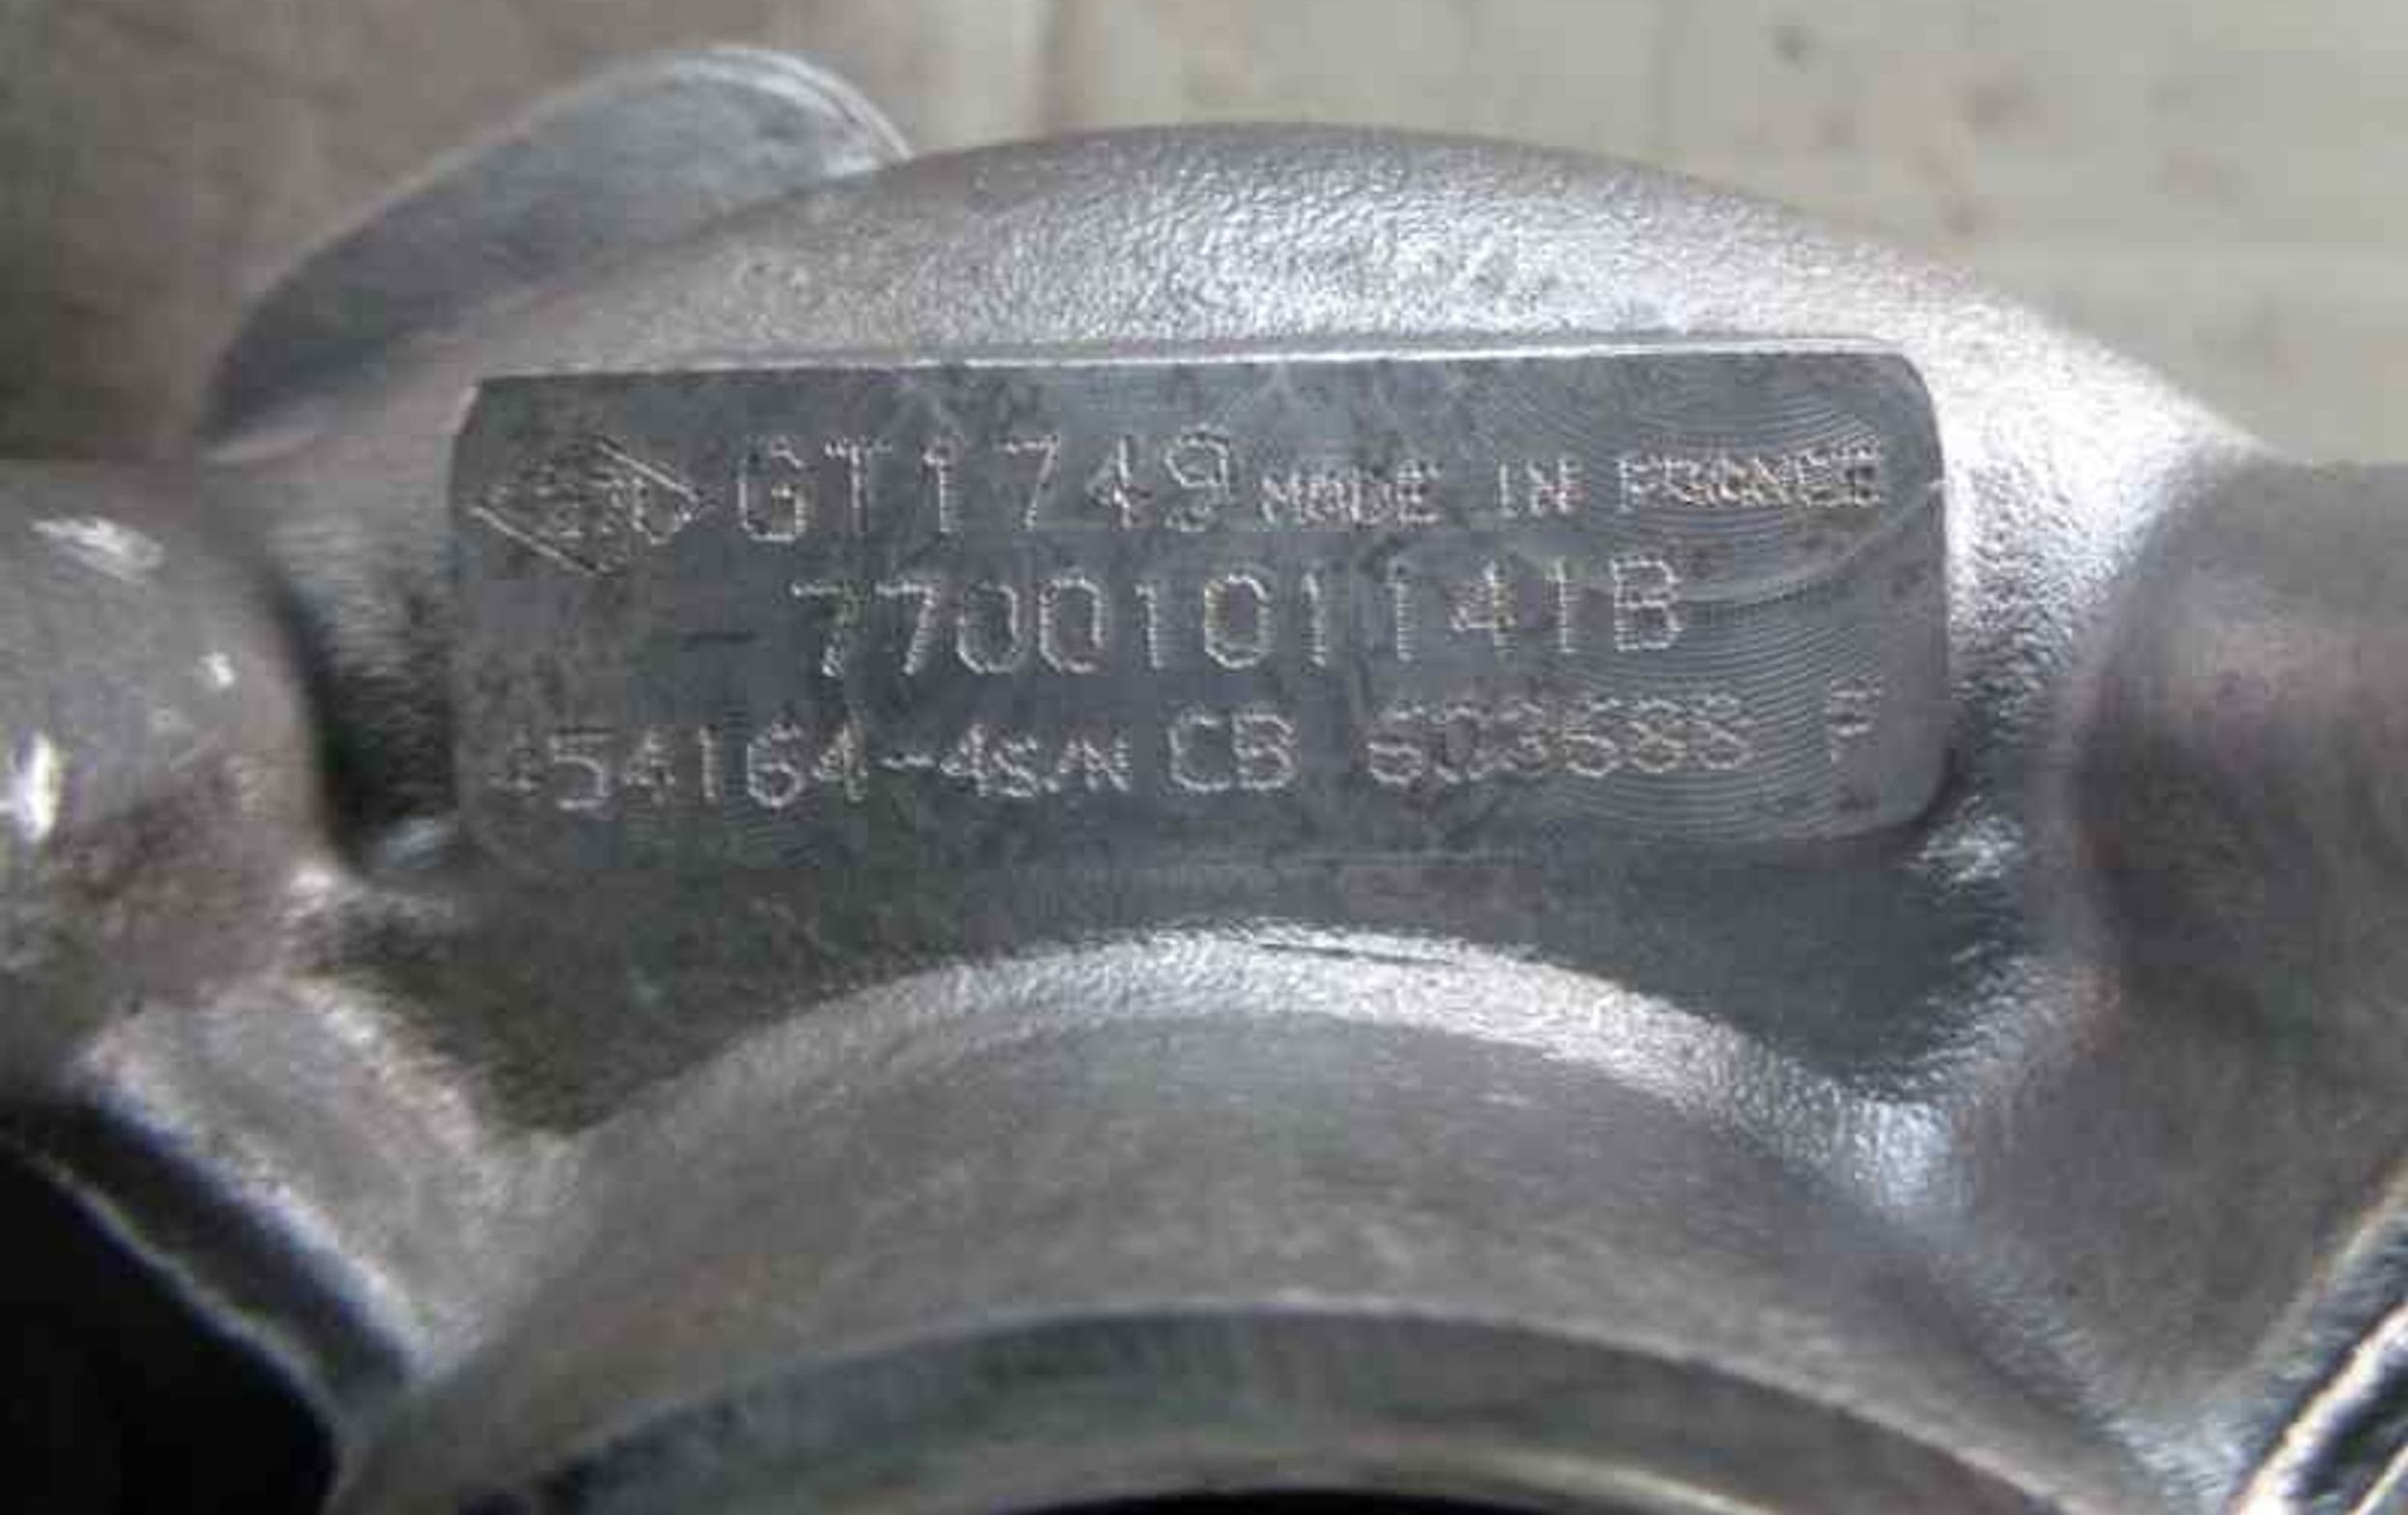 GT1749 MADE IN FRANCE
7700101141B
454164-4 S/N CB 603588 F